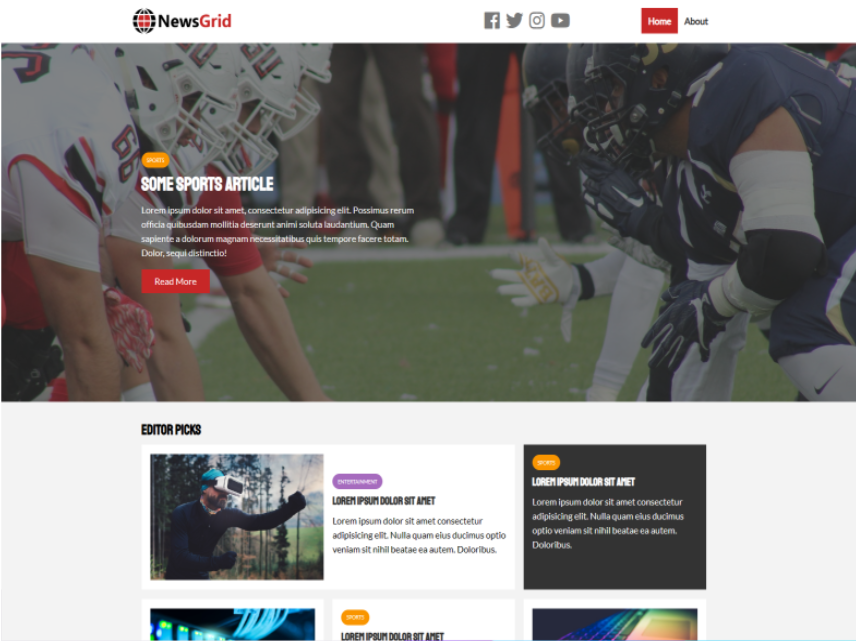 NewsGrid
Home
About
SPORTS
SOME SPORTS ARTICLE
Lorem ipsum dolor sit amet, consectetur adipisicing elit. Possimus rerum
officia quibusdam mollitia deserunt animi soluta laudantium. Quam
sapiente a dolorum magnam necessitatibus quis tempore facere totam.
Dolor, sequi distinctio!
Read More
EDITOR PICKS
ENTERTAINMENT
LOREM IPSUM DOLOR SIT AMET
Lorem ipsum dolor sit amet consectetur
adipisicing elit. Nulla quam eius ducimus optio
veniam sit nihil beatae ea autem. Doloribus.
SPORTS
LOREM IPSUM DOLOR SIT AMET
Lorem ipsum dolor sit amet consectetur
adipisicing elit. Nulla quam eius ducimus
optio veniam sit nihil beatae ea autem.
Doloribus.
SPORTS
LOREM IPSUM DOLOR SIT AMET